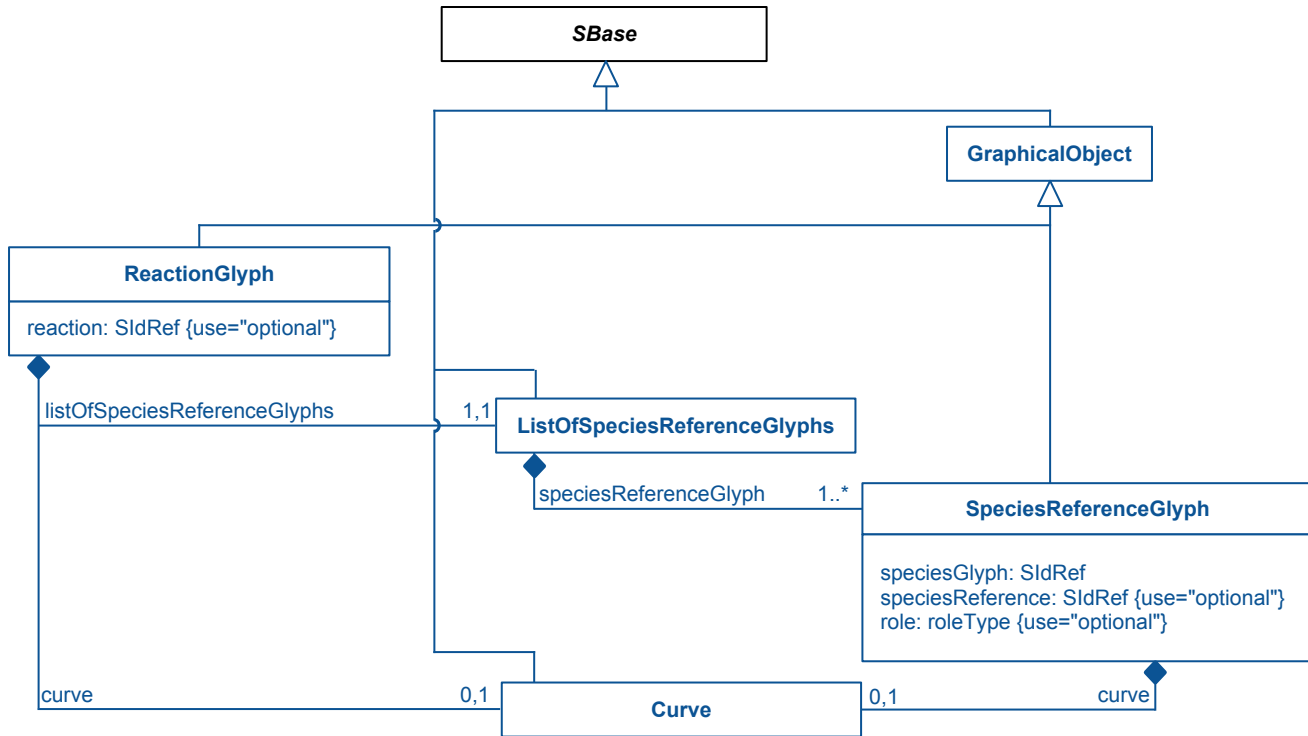 SBase
GraphicalObject
ReactionGlyph
reaction: SIdRef {use="optional"}
listOfSpeciesReferenceGlyphs 1,1
ListOfSpeciesReferenceGlyphs
speciesReferenceGlyph 1..*
SpeciesReferenceGlyph
speciesGlyph: SIdRef
speciesReference: SIdRef {use="optional"}
role: roleType {use="optional"}
curve 0,1
Curve
0,1 curve